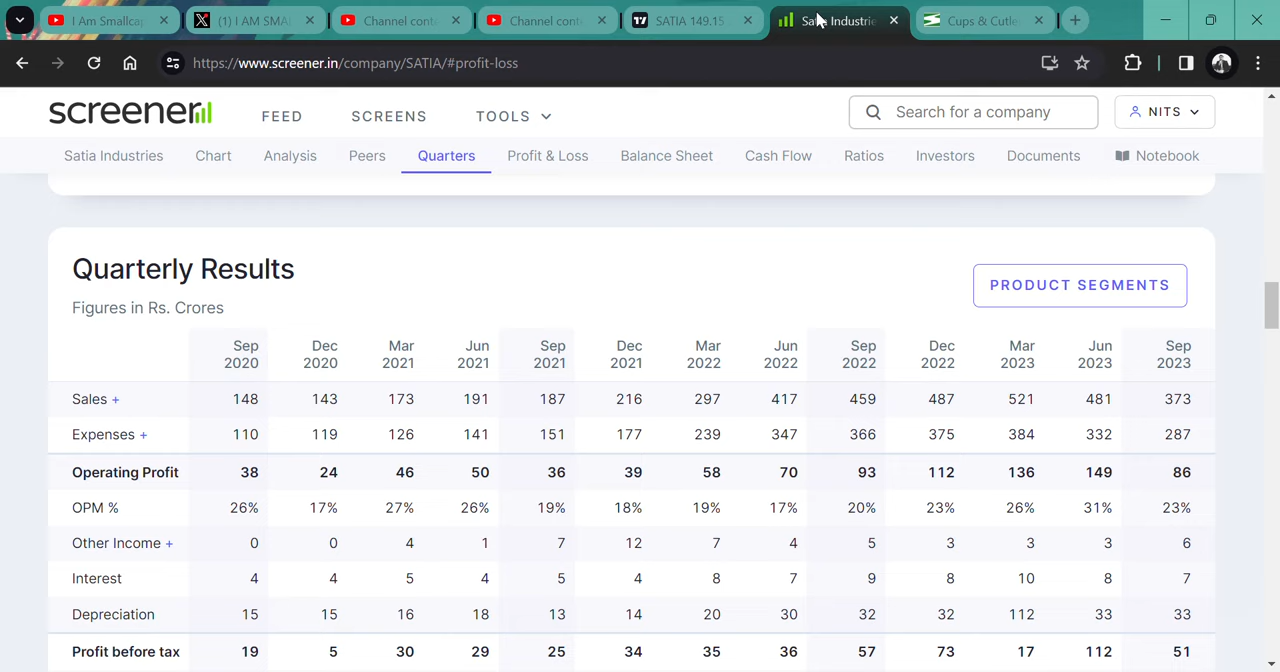 I Am Smallcap
(1) I AM SMAL
Channel conte
Channel conte
SATIA 149.15
Satia Industrie
Cups & Cutle
https://www.screener.in/company/SATIA/#profit-loss
screener
FEED
SCREENS
TOOLS
Search for a company
NITS
Satia Industries
Chart
Analysis
Peers
Quarters
Profit & Loss
Balance Sheet
Cash Flow
Ratios
Investors
Documents
Notebook
Quarterly Results
PRODUCT SEGMENTS
Figures in Rs. Crores
Sep 2020 Dec 2020 Mar 2021 Jun 2021 Sep 2021 Dec 2021 Mar 2022 Jun 2022 Sep 2022 Dec 2022 Mar 2023 Jun 2023 Sep 2023
Sales + 148 143 173 191 187 216 297 417 459 487 521 481 373
Expenses + 110 119 126 141 151 177 239 347 366 375 384 332 287
Operating Profit 38 24 46 50 36 39 58 70 93 112 136 149 86
OPM % 26% 17% 27% 26% 19% 18% 19% 17% 20% 23% 26% 31% 23%
Other Income + 0 0 4 1 7 12 7 4 5 3 3 3 6
Interest 4 4 5 4 5 4 8 7 9 8 10 8 7
Depreciation 15 15 16 18 13 14 20 30 32 32 112 33 33
Profit before tax 19 5 30 29 25 34 35 36 57 73 17 112 51